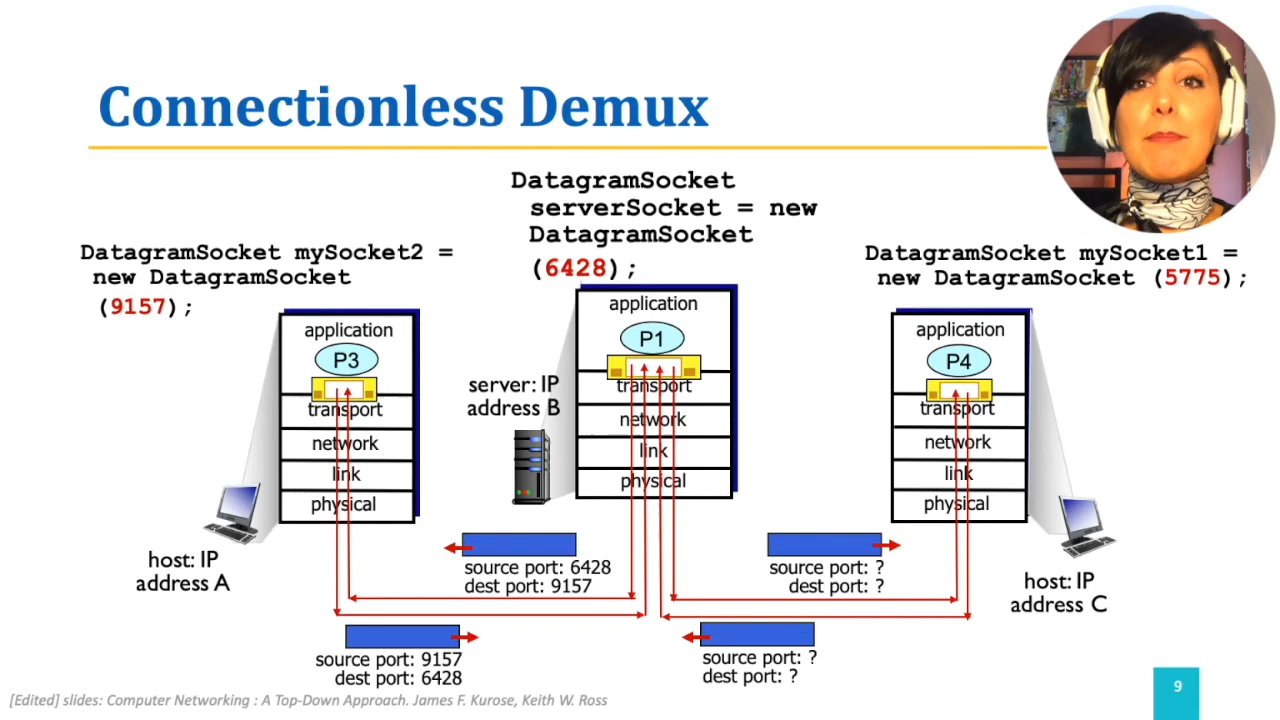 Connectionless Demux
DatagramSocket
serverSocket = new
DatagramSocket
(6428);
DatagramSocket mySocket2 =
new DatagramSocket
(9157);
DatagramSocket mySocket1 =
new DatagramSocket (5775);
application
P3
transport
network
link
physical
application
P1
transport
network
link
physical
application
P4
transport
network
link
physical
server: IP
address B
host: IP
address A
host: IP
address C
source port: 6428
dest port: 9157
source port: ?
dest port: ?
source port: 9157
dest port: 6428
source port: ?
dest port: ?
[Edited] slides: Computer Networking : A Top-Down Approach. James F. Kurose, Keith W. Ross
9